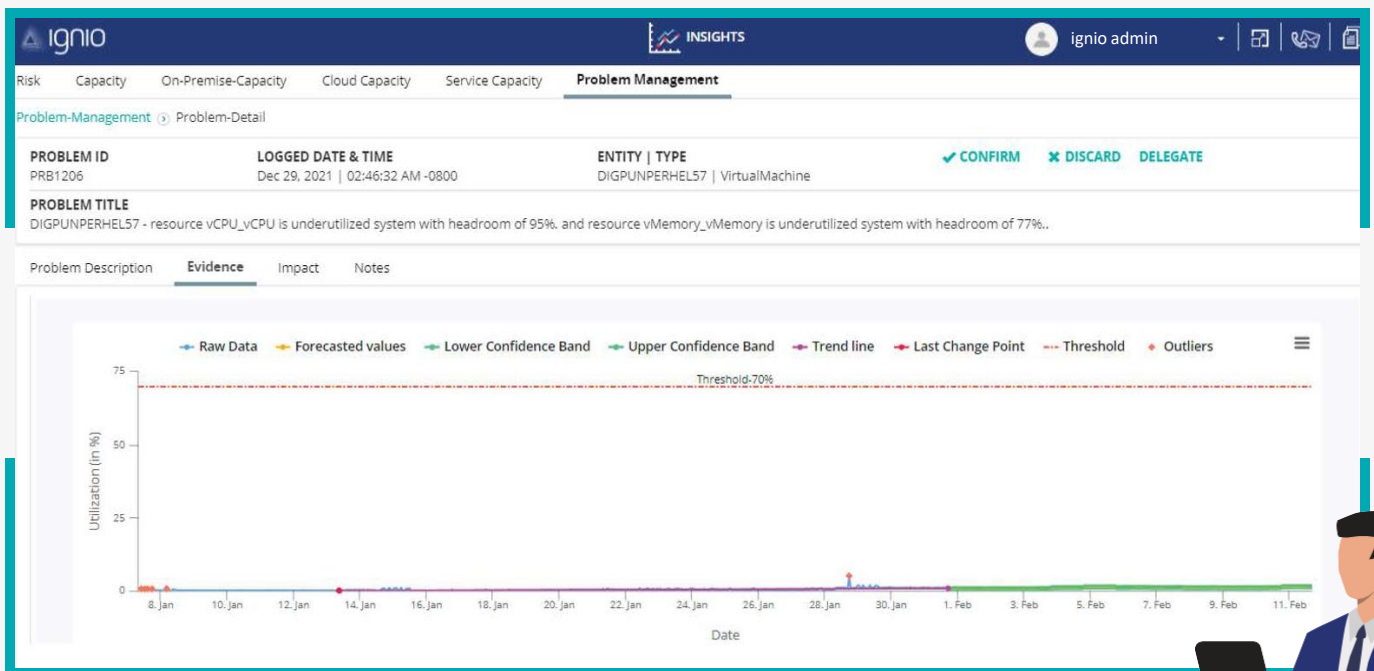 ignio
INSIGHTS
ignio admin
Risk Capacity On-Premise-Capacity Cloud Capacity Service Capacity Problem Management
Problem-Management Problem-Detail
PROBLEM ID LOGGED DATE & TIME ENTITY | TYPE CONFIRM DISCARD DELEGATE
PRB1206 Dec 29, 2021 | 02:46:32 AM -0800 DIGPUNPERHEL57 | VirtualMachine
PROBLEM TITLE
DIGPUNPERHEL57 - resource vCPU_vCPU is underutilized system with headroom of 95%. and resource vMemory_vMemory is underutilized system with headroom of 77%..
Problem Description Evidence Impact Notes
Raw Data Forecasted values Lower Confidence Band Upper Confidence Band Trend line Last Change Point Threshold Outliers
75
Threshold-70%
50
25
0
Utilization (in %)
8. Jan 10. Jan 12. Jan 14. Jan 16. Jan 18. Jan 20. Jan 22. Jan 24. Jan 26. Jan 28. Jan 30. Jan 1. Feb 3. Feb 5. Feb 7. Feb 9. Feb 11. Feb
Date